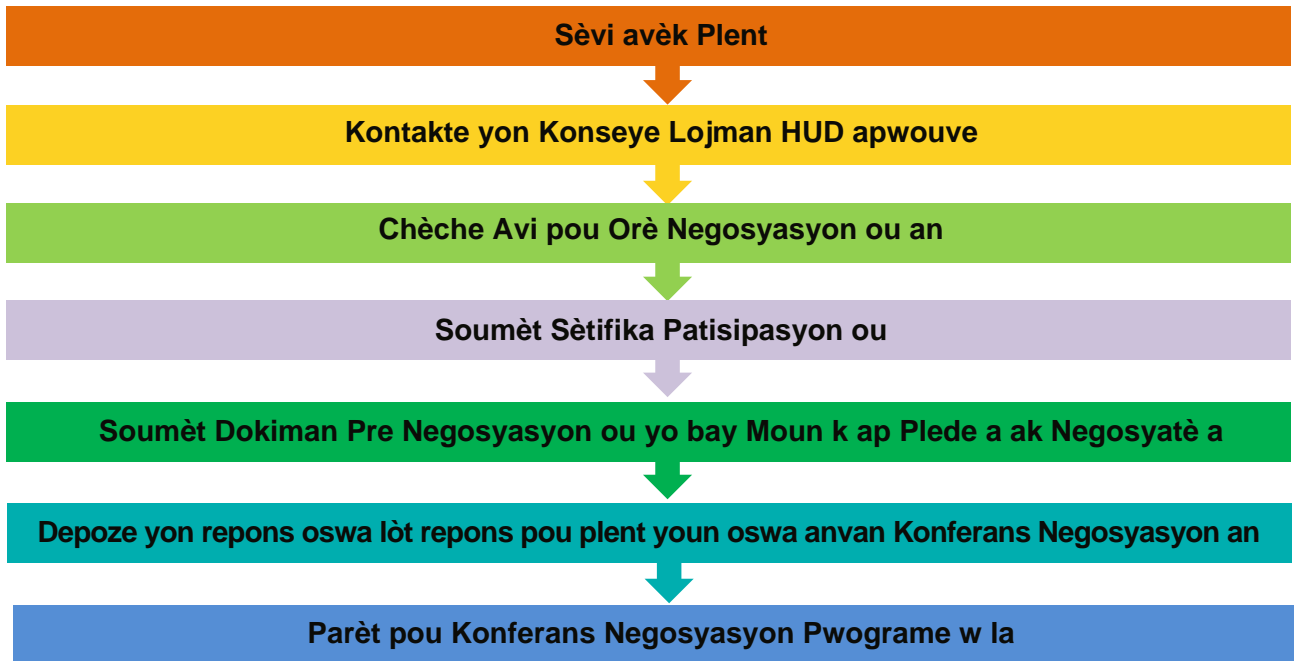 Sèvi avèk Plent
Kontakte yon Konseye Lojman HUD apwouve
Chèche Avi pou Orè Negosyasyon ou an
Soumèt Sètifika Patisipasyon ou
Soumèt Dokiman Pre Negosyasyon ou yo bay Moun k ap Plede a ak Negosyatè a
Depoze yon repons oswa lòt repons pou plent youn oswa anvan Konferans Negosyasyon an
Parèt pou Konferans Negosyasyon Pwograme w la